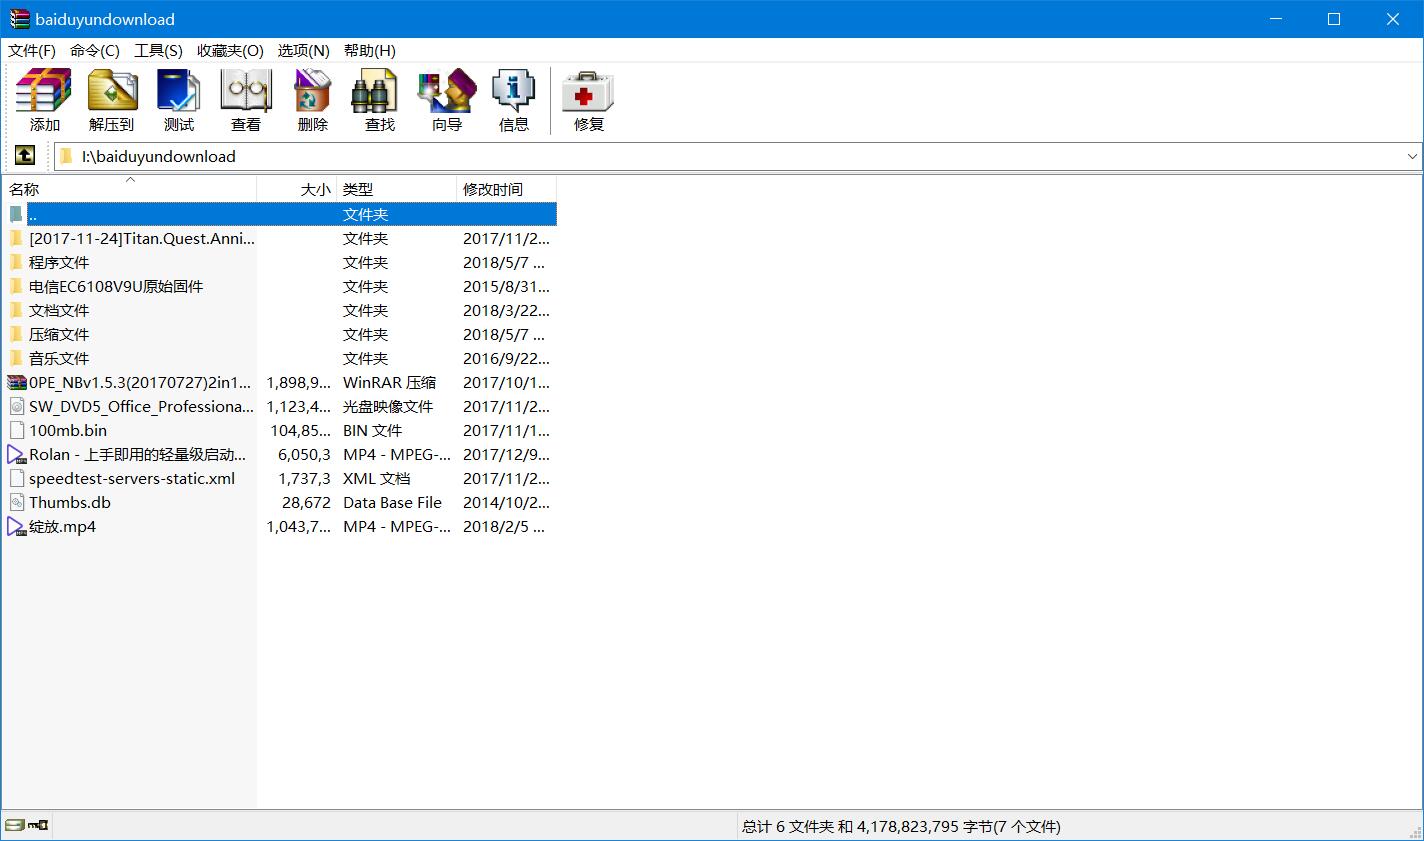 baiduyundownload
文件(F) 命令(C) 工具(S) 收藏夹(O) 选项(N) 帮助(H)
添加 解压到 测试 查看 删除 查找 向导 信息 修复
I:\baiduyundownload
名称 大小 类型 修改时间
.. 文件夹
[2017-11-24]Titan.Quest.Anni... 文件夹 2017/11/2...
程序文件 文件夹 2018/5/7 ...
电信EC6108V9U原始固件 文件夹 2015/8/31...
文档文件 文件夹 2018/3/22...
压缩文件 文件夹 2018/5/7 ...
音乐文件 文件夹 2016/9/22...
0PE_NBv1.5.3(20170727)2in1... 1,898,9... WinRAR 压缩 2017/10/1...
SW_DVD5_Office_Professiona... 1,123,4... 光盘映像文件 2017/11/2...
100mb.bin 104,85... BIN 文件 2017/11/1...
Rolan - 上手即用的轻量级启动... 6,050,3 MP4 - MPEG-... 2017/12/9...
speedtest-servers-static.xml 1,737,3 XML 文档 2017/11/2...
Thumbs.db 28,672 Data Base File 2014/10/2...
绽放.mp4 1,043,7... MP4 - MPEG-... 2018/2/5 ...
总计 6 文件夹 和 4,178,823,795 字节(7 个文件)